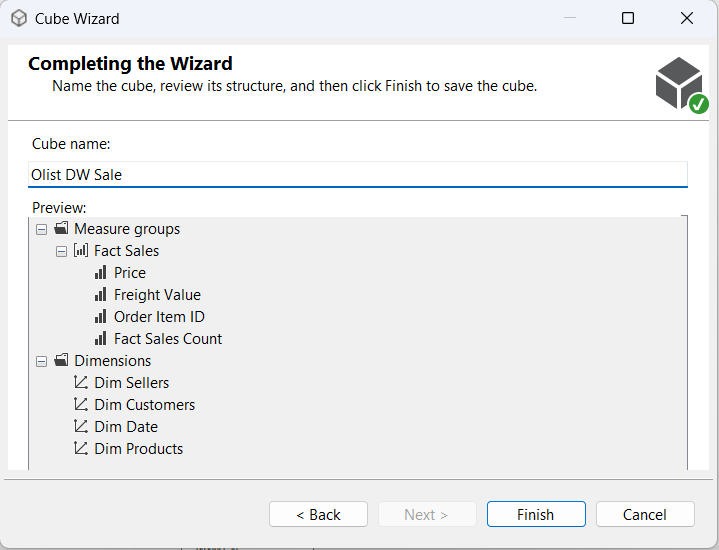 Cube Wizard
Completing the Wizard
Name the cube, review its structure, and then click Finish to save the cube.
Cube name:
Olist DW Sale
Preview:
Measure groups
Fact Sales
Price
Freight Value
Order Item ID
Fact Sales Count
Dimensions
Dim Sellers
Dim Customers
Dim Date
Dim Products
< Back
Next >
Finish
Cancel